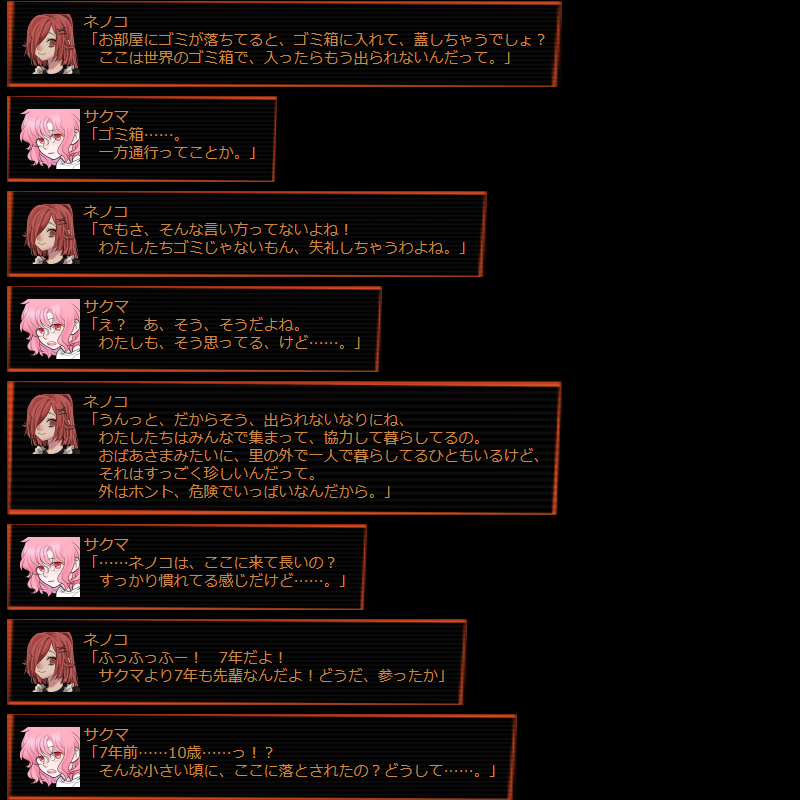 ネノコ
「お部屋にゴミが落ちてると、ゴミ箱に入れて、蓋しちゃうでしょ？
ここは世界のゴミ箱で、入ったらもう出られないんだって。」
サクマ
「ゴミ箱……。
一方通行ってことか。」
ネノコ
「でもさ、そんな言い方ってないよね！
わたしたちゴミじゃないもん、失礼しちゃうわよね。」
サクマ
「え？　あ、そう、そうだよね。
わたしも、そう思ってる、けど……。」
ネノコ
「うんっと、だからそう、出られないなりにね、
わたしたちはみんなで集まって、協力して暮らしてるの。
おばあさまみたいに、里の外で一人で暮らしてるひともいるけど、
それはすっごく珍しいんだって。
外はホント、危険でいっぱいなんだから。」
サクマ
「……ネノコは、ここに来て長いの？
すっかり慣れてる感じだけど……。」
ネノコ
「ふっふっふー！　7年だよ！
サクマより7年も先輩なんだよ！どうだ、参ったか」
サクマ
「7年前……10歳……っ！？
そんな小さい頃に、ここに落とされたの？どうして……。」